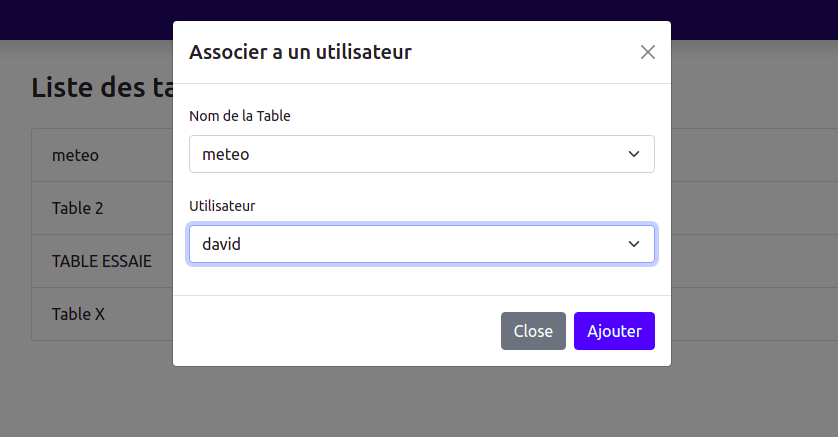 Associer a un utilisateur
Liste des ta
Nom de la Table
meteo
meteo
Table 2
Utilisateur
david
TABLE ESSAIE
Table X
Close
Ajouter